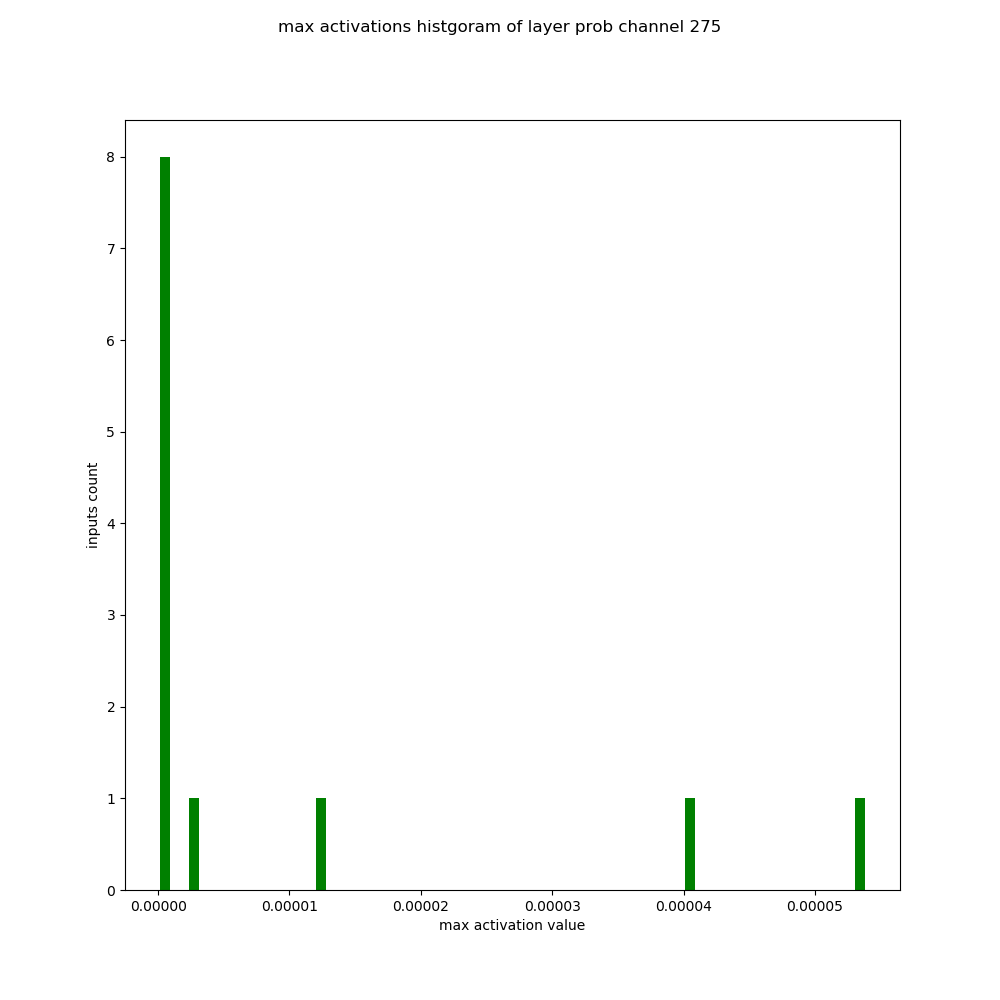 max activations histgoram of layer prob channel 275
8
7
6
5
4
3
2
1
0
inputs count
0.00000 0.00001 0.00002 0.00003 0.00004 0.00005
max activation value